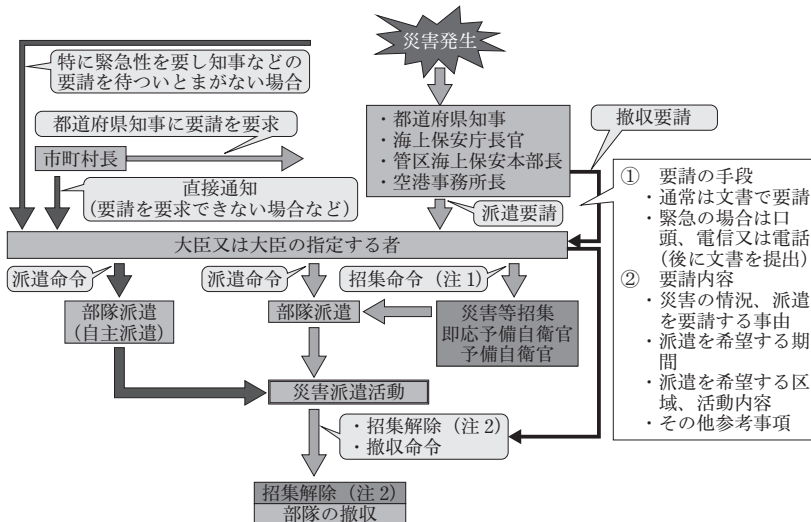 災害発生
特に緊急性を要し知事などの
要請を待ついとまがない場合
都道府県知事に要請を要求
市町村長
・都道府県知事
・海上保安庁長官
・管区海上保安本部長
・空港事務所長
撤収要請
直接通知
(要請を要求できない場合など)
派遣要請
① 要請の手段
・通常は文書で要請
・緊急の場合は口
頭、電信又は電話
(後に文書を提出)
② 要請内容
・災害の情況、派遣
を要請する事由
・派遣を希望する期
間
・派遣を希望する区
域、活動内容
・その他参考事項
大臣又は大臣の指定する者
派遣命令
派遣命令
招集命令(注1)
部隊派遣
(自主派遣)
部隊派遣
災害等招集
即応予備自衛官
予備自衛官
災害派遣活動
・招集解除(注2)
・撤収命令
招集解除(注2)
部隊の撤収